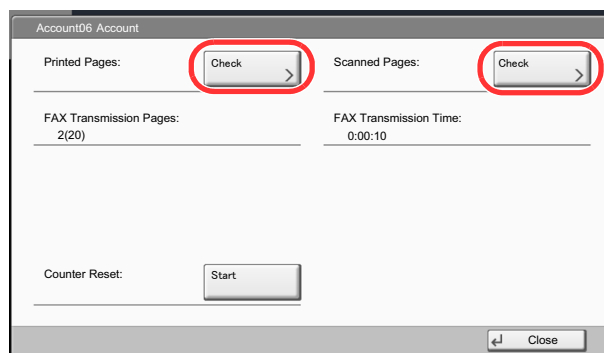 Account06 Account
Printed Pages: Check Scanned Pages: Check
FAX Transmission Pages: FAX Transmission Time:
2(20) 0:00:10
Counter Reset: Start
Close